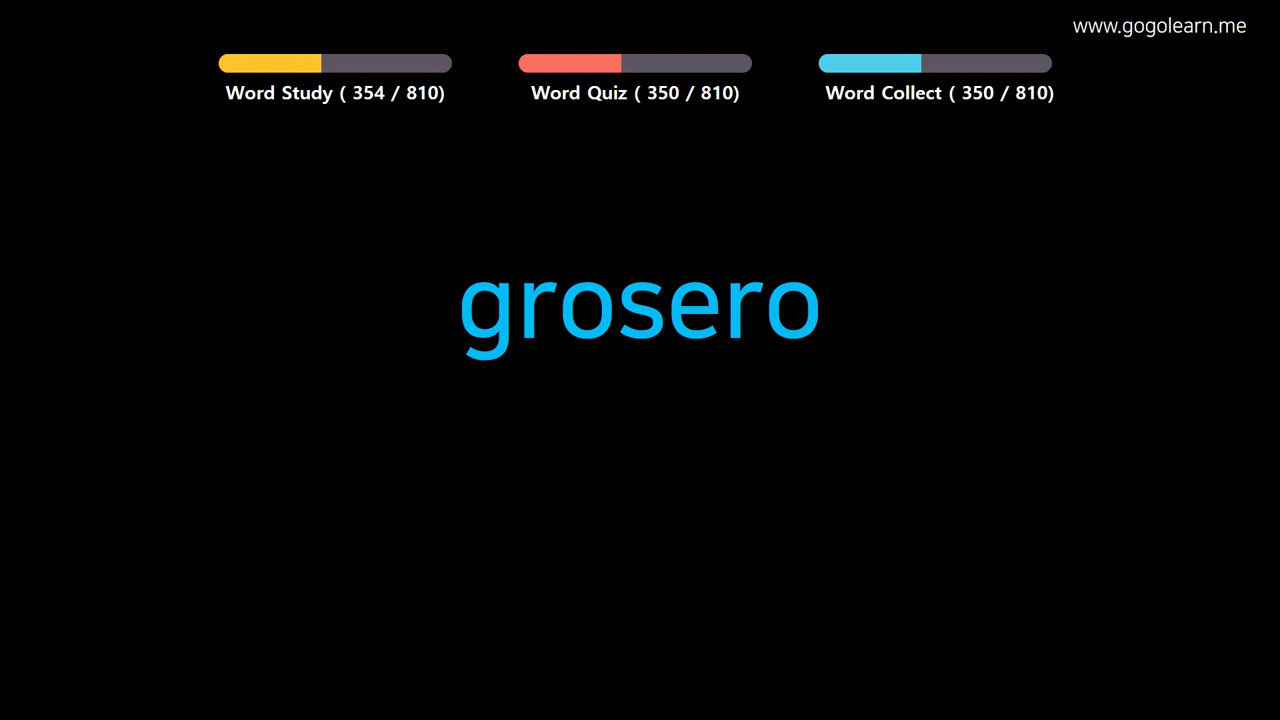 www.gogolearn.me
Word Study ( 354 / 810)
Word Quiz ( 350 / 810)
Word Collect ( 350 / 810)
grosero